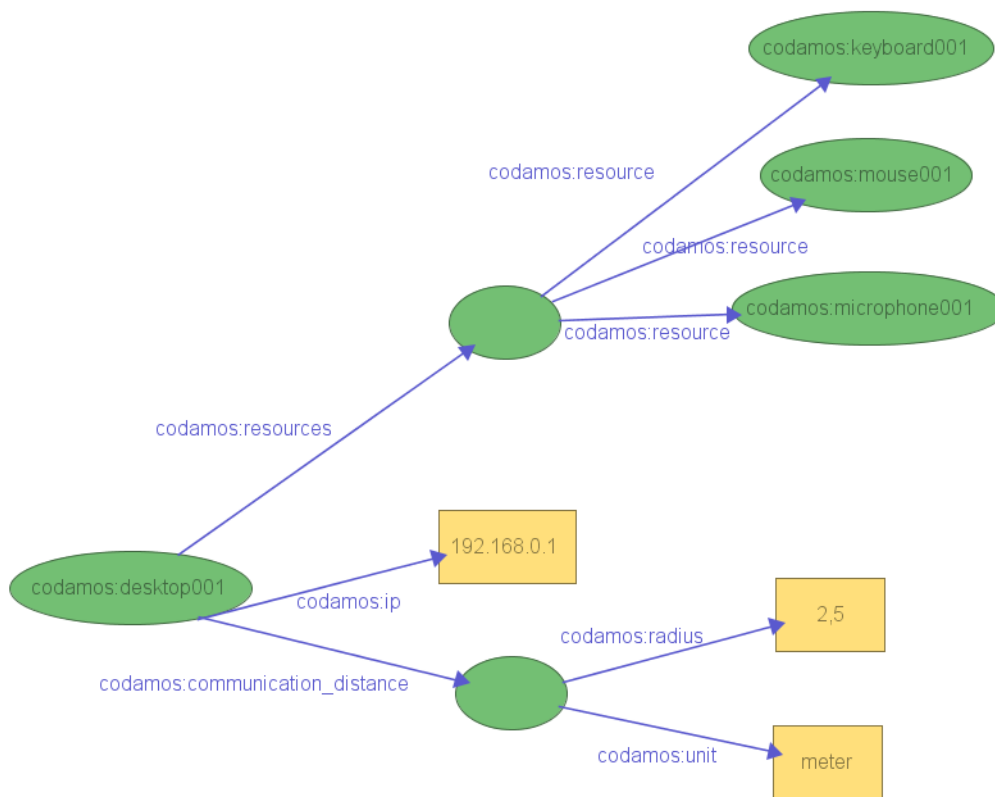 codamos:keyboard001
codamos:resource
codamos:mouse001
codamos:resource
codamos:microphone001
codamos:resource
codamos:resources
192.168.0.1
codamos:desktop001
codamos:ip
2,5
codamos:radius
codamos:communication_distance
codamos:unit
meter